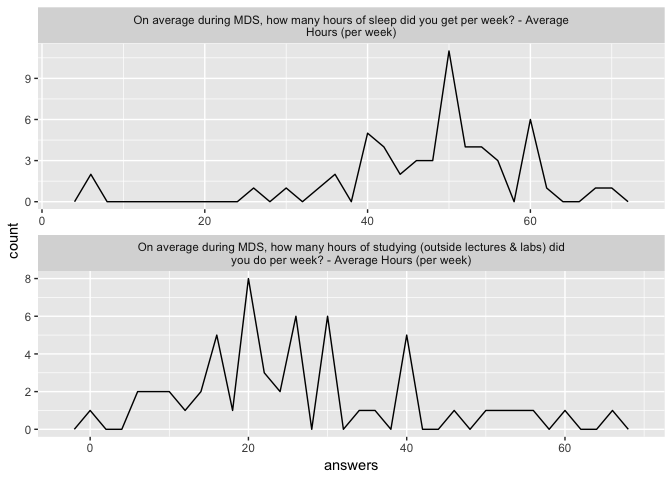 On average during MDS, how many hours of sleep did you get per week? - Average
Hours (per week)
9
6
3
0
0 20 40 60
count
On average during MDS, how many hours of studying (outside lectures & labs) did
you do per week? - Average Hours (per week)
8
6
4
2
0
0 20 40 60
answers